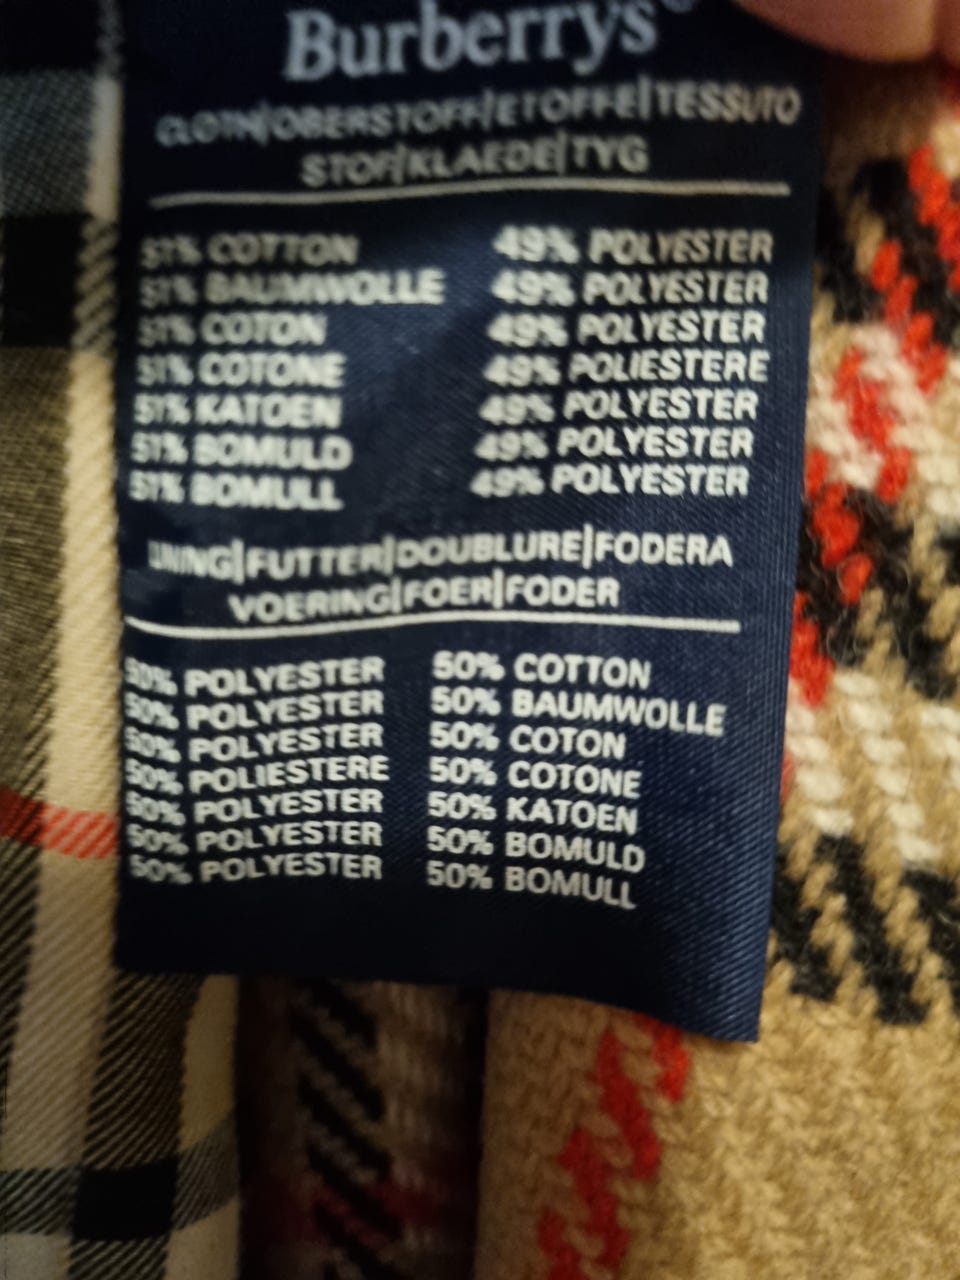 Burberrys®
CLOTH|OBERSTOFF|ETOFFE|TESSUTO
STOF|KLAEDE|TYG
51% COTTON 49% POLYESTER
51% BAUMWOLLE 49% POLYESTER
51% COTON 49% POLYESTER
51% COTONE 49% POLIESTERE
51% KATOEN 49% POLYESTER
51% BOMULD 49% POLYESTER
51% BOMULL 49% POLYESTER
LINING|FUTTER|DOUBLURE|FODERA
VOERING|FOER|FODER
50% POLYESTER 50% COTTON
50% POLYESTER 50% BAUMWOLLE
50% POLYESTER 50% COTON
50% POLIESTERE 50% COTONE
50% POLYESTER 50% KATOEN
50% POLYESTER 50% BOMULD
50% POLYESTER 50% BOMULL